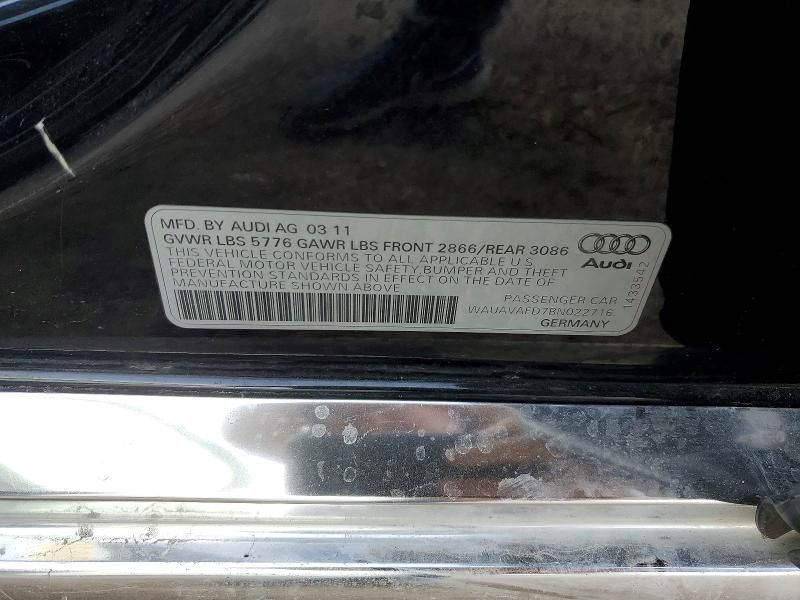 MFD. BY AUDI AG 03 11
GVWR LBS 5776 GAWR LBS FRONT 2866/REAR 3086
THIS VEHICLE CONFORMS TO ALL APPLICABLE U.S.
FEDERAL MOTOR VEHICLE SAFETY,BUMPER AND THEFT
PREVENTION STANDARDS IN EFFECT ON THE DATE OF
MANUFACTURE SHOWN ABOVE
PASSENGER CAR
WAUAVAFD7BN022716
GERMANY
Audi
1433542